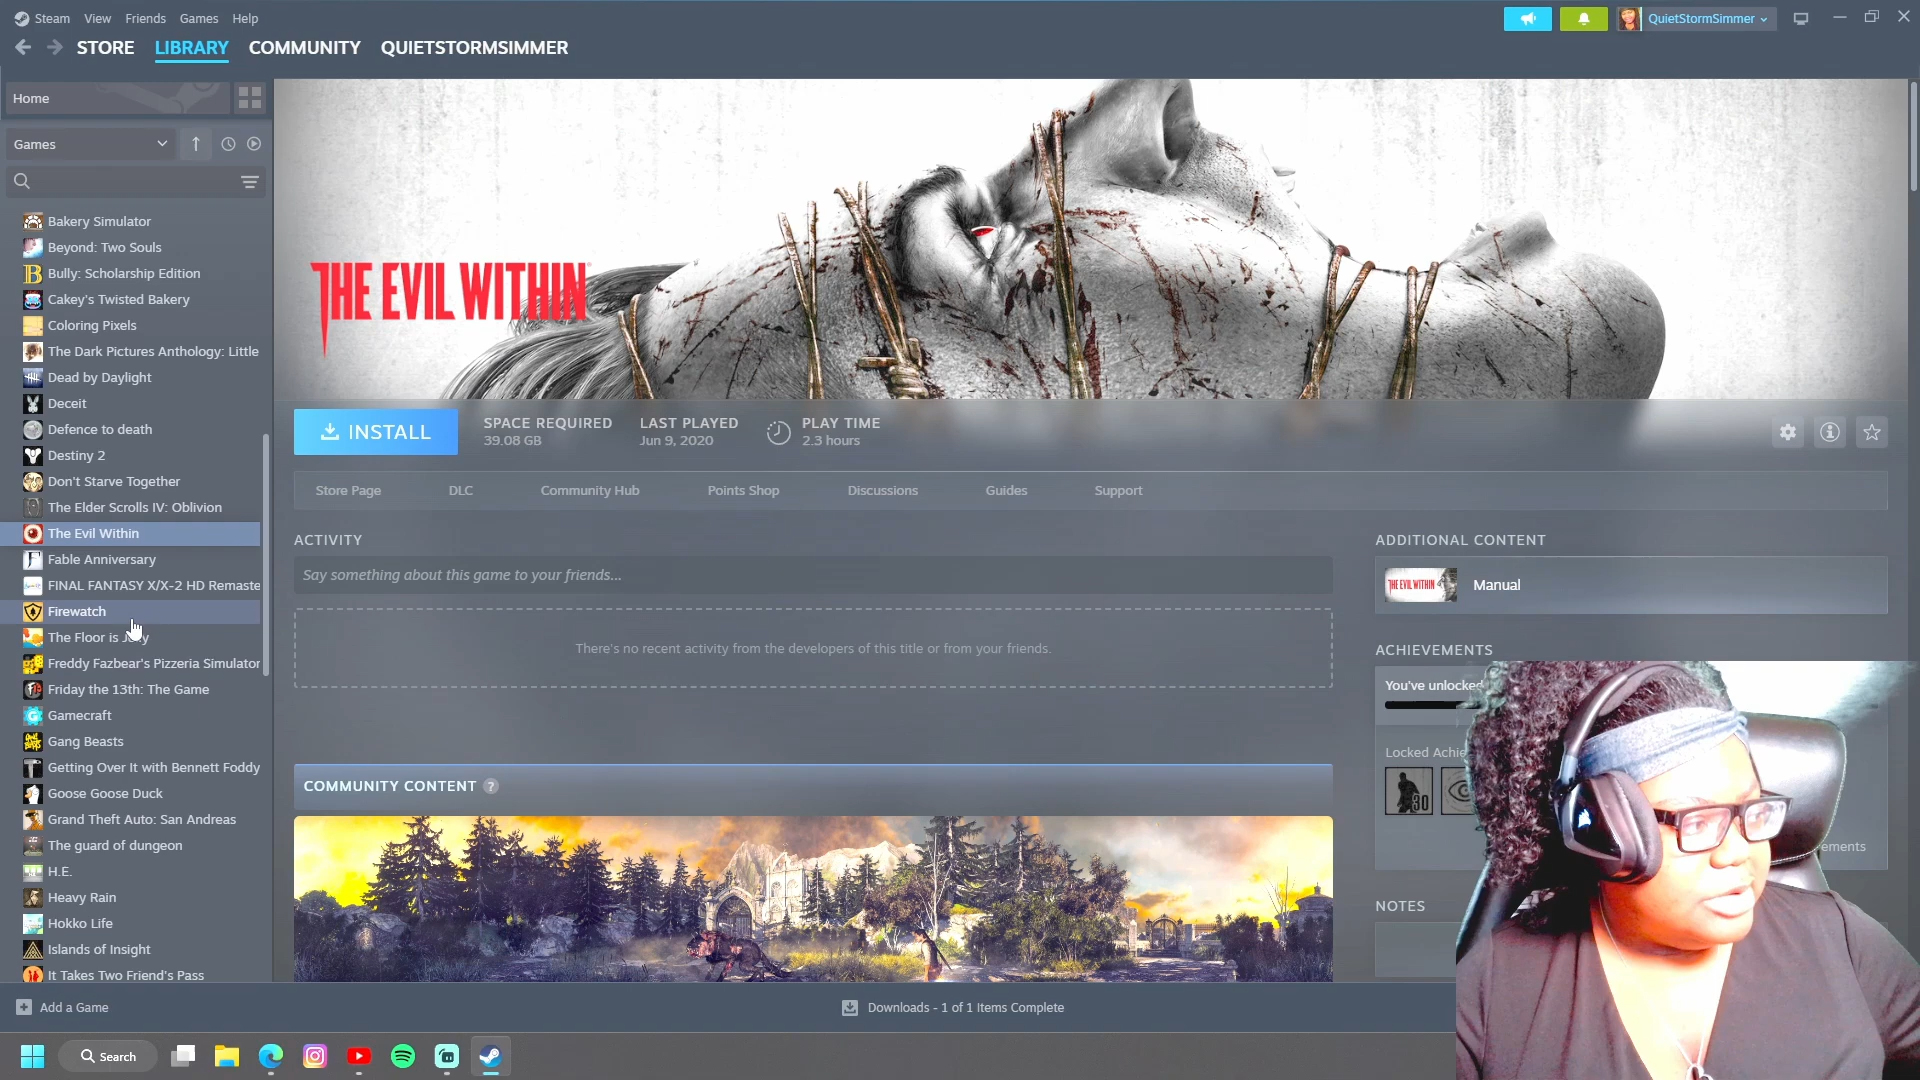 Steam View Friends Games Help
QuietStormSimmer
STORE LIBRARY COMMUNITY QUIETSTORMSIMMER
Home
Games
Bakery Simulator
Beyond: Two Souls
Bully: Scholarship Edition
Cakey's Twisted Bakery
Coloring Pixels
The Dark Pictures Anthology: Little
Dead by Daylight
Deceit
Defence to death
Destiny 2
Don't Starve Together
The Elder Scrolls IV: Oblivion
The Evil Within
Fable Anniversary
FINAL FANTASY X/X-2 HD Remaste
Firewatch
The Floor is
Freddy Fazbear's Pizzeria Simulator
Friday the 13th: The Game
Gamecraft
Gang Beasts
Getting Over It with Bennett Foddy
Goose Goose Duck
Grand Theft Auto: San Andreas
The guard of dungeon
H.E.
Heavy Rain
Hokko Life
Islands of Insight
It Takes Two Friend's Pass
Add a Game
THE EVIL WITHIN
INSTALL
SPACE REQUIRED
39.08 GB
LAST PLAYED
Jun 9, 2020
PLAY TIME
2.3 hours
Store Page DLC Community Hub Points Shop Discussions Guides Support
ACTIVITY
Say something about this game to your friends...
There's no recent activity from the developers of this title or from your friends.
COMMUNITY CONTENT ?
ADDITIONAL CONTENT
THE EVIL WITHIN
Manual
ACHIEVEMENTS
You've unlocked
Locked Achie
30
ements
NOTES
Downloads - 1 of 1 Items Complete
Search